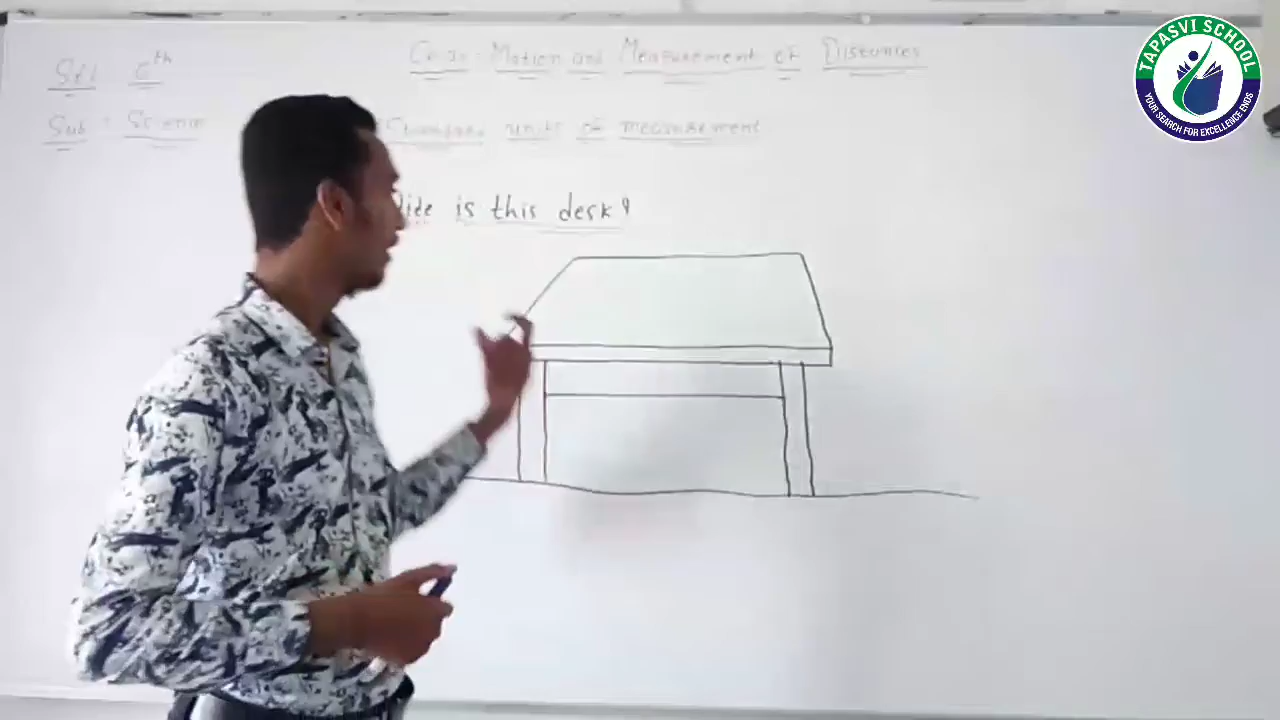 Std 6th
Motion and Measurement of Distances
Sub : Science
Standard units of measurement
is this desk?
TAPASVI SCHOOL
YOUR SEARCH FOR EXCELLENCE ENDS